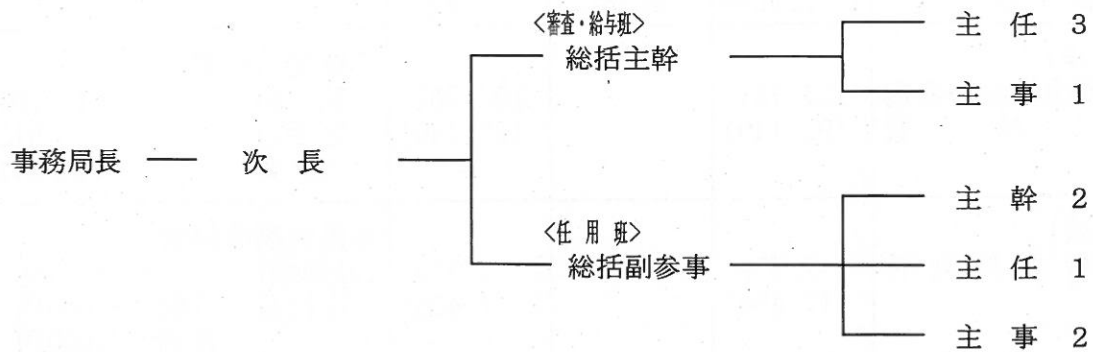 <審査・給与班>
総括主幹
主任 3
主事 1
事務局長
次長
<任用班>
総括副参事
主幹 2
主任 1
主事 2